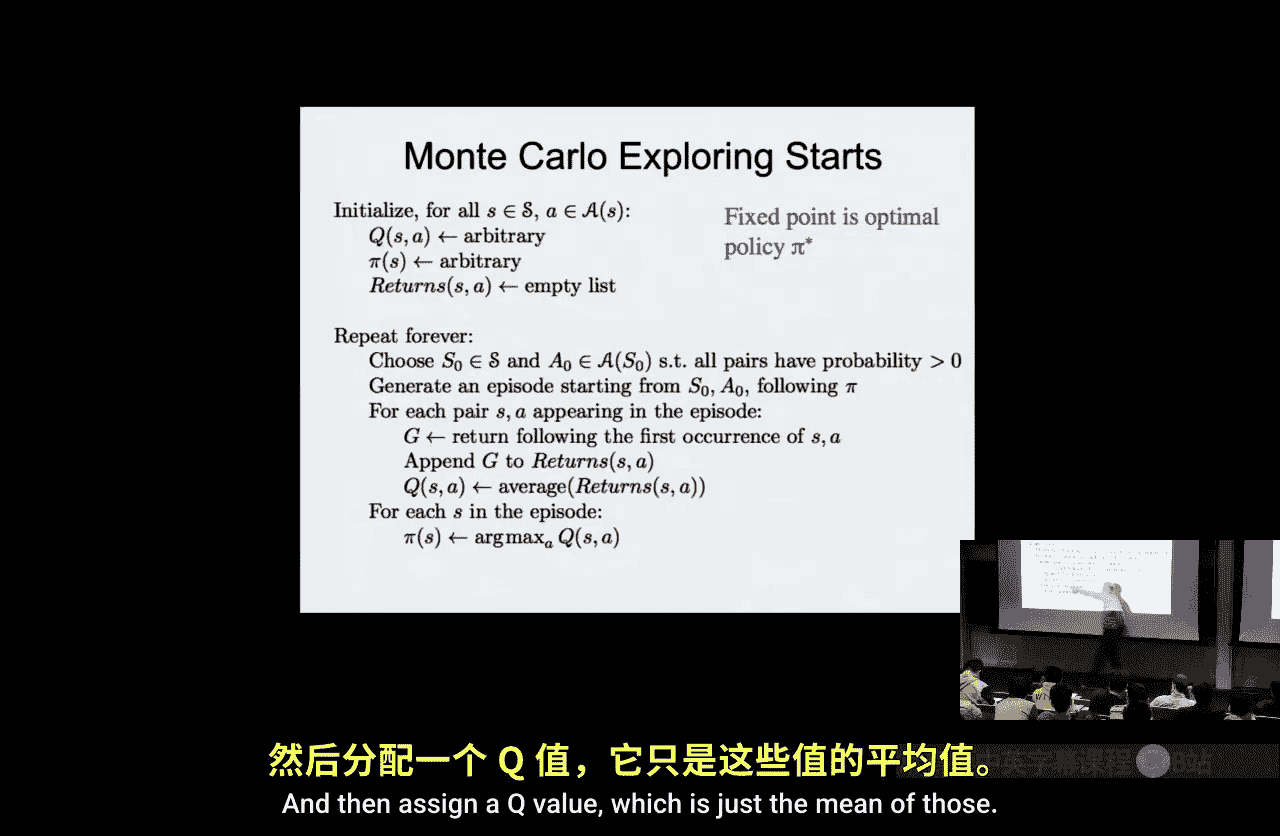 Monte Carlo Exploring Starts
Initialize, for all s ∈ S, a ∈ A(s):
Q(s, a) ← arbitrary
π(s) ← arbitrary
Returns(s, a) ← empty list
Fixed point is optimal
policy π*
Repeat forever:
Choose S₀ ∈ S and A₀ ∈ A(S₀) s.t. all pairs have probability > 0
Generate an episode starting from S₀, A₀, following π
For each pair s, a appearing in the episode:
G ← return following the first occurrence of s, a
Append G to Returns(s, a)
Q(s, a) ← average(Returns(s, a))
For each s in the episode:
π(s) ← argmaxₐ Q(s, a)
然后分配一个 Q 值，它只是这些值的平均值。
And then assign a Q value, which is just the mean of those.